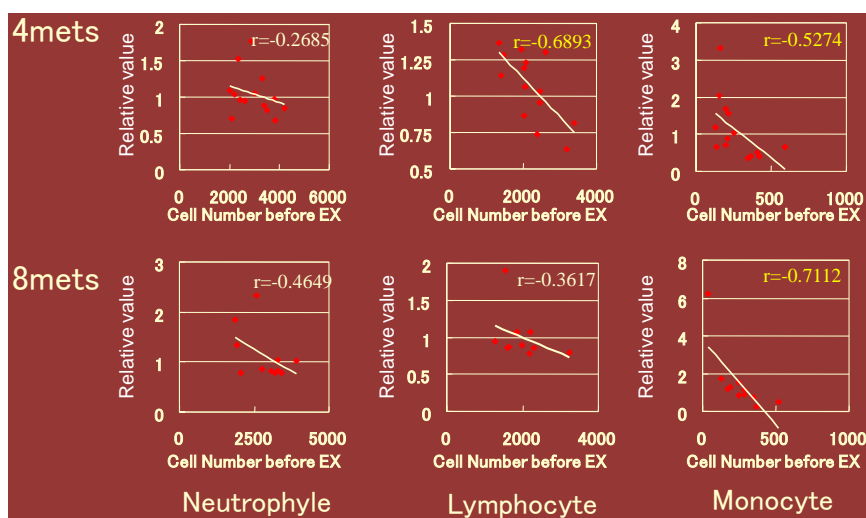 4mets
Relative value
2
1.5
1
0.5
0
r=-0.2685
0 2000 4000 6000
Cell Number before EX
Relative value
1.5
1.25
1
0.75
0.5
r=-0.6893
0 2000 4000
Cell Number before EX
Relative value
4
3
2
1
0
r=-0.5274
0 500 1000
Cell Number before EX
8mets
Relative value
3
2
1
0
r=-0.4649
0 2500 5000
Cell Number before EX
Relative value
2
1.5
1
0.5
0
r=-0.3617
0 2000 4000
Cell Number before EX
Relative value
8
6
4
2
0
r=-0.7112
0 500 1000
Cell Number before EX
Neutrophyle
Lymphocyte
Monocyte